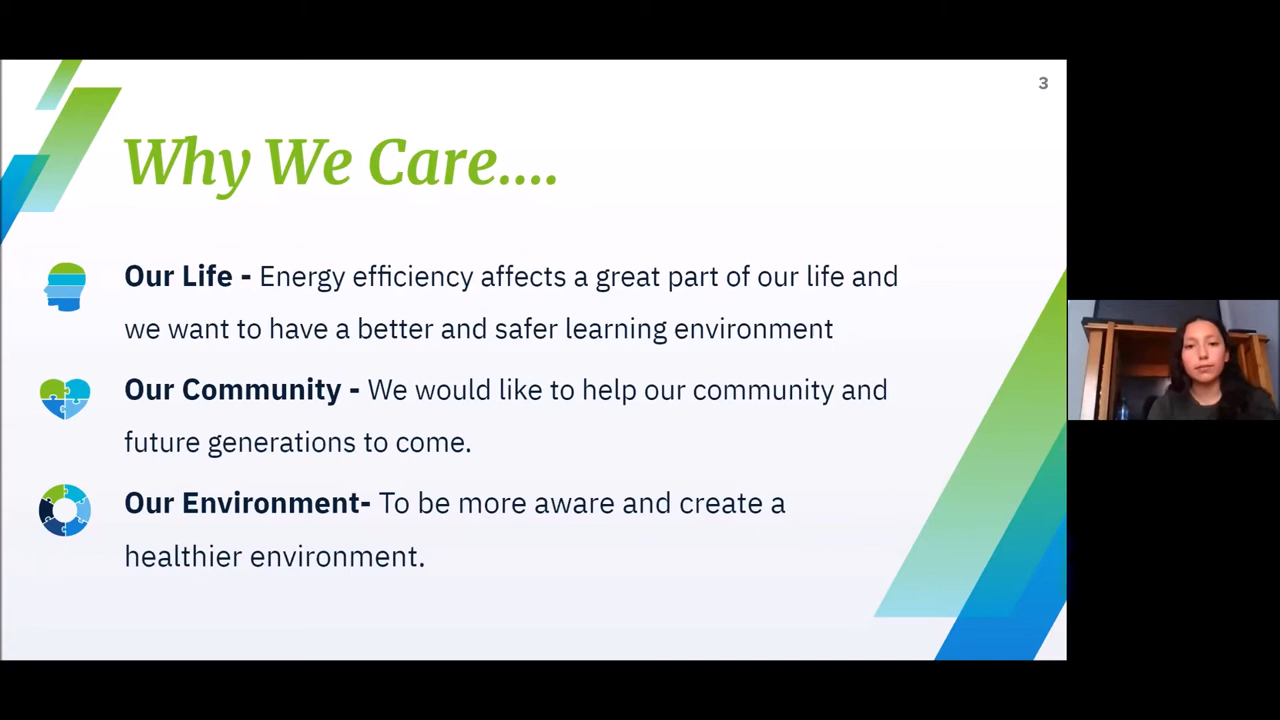 3
Why We Care....
Our Life - Energy efficiency affects a great part of our life and
we want to have a better and safer learning environment
Our Community - We would like to help our community and
future generations to come.
Our Environment- To be more aware and create a
healthier environment.